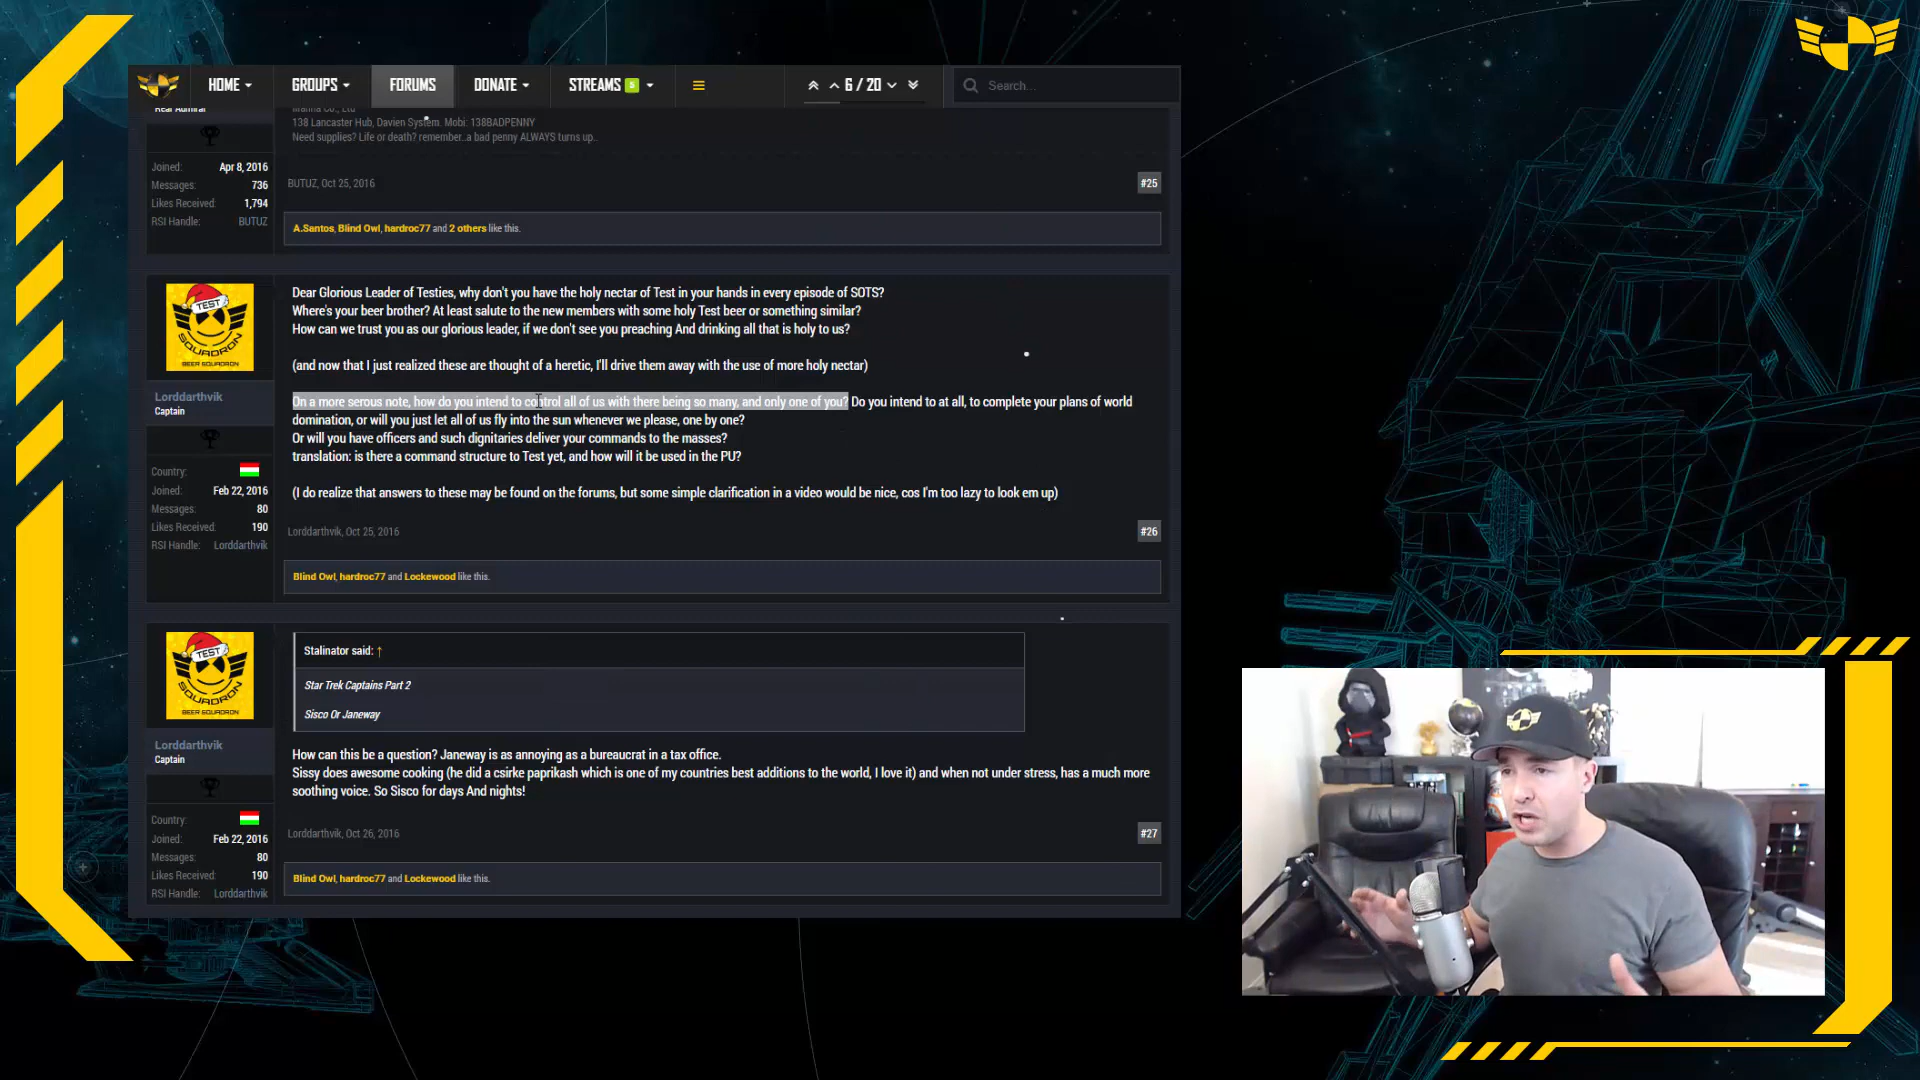 HOME
GROUPS
FORUMS
DONATE
STREAMS
6 / 20
Search...
Rear Admiral
138 Lancaster Hub, Davien System. Mobi: 138BADPENNY
Need supplies? Life or death? remember..a bad penny ALWAYS turns up..
Joined: Apr 8, 2016
Messages: 736
Likes Received: 1,794
RSI Handle: BUTUZ
BUTUZ, Oct 25, 2016
#25
A.Santos, Blind Owl, hardroc77 and 2 others like this.
TEST
SQUADRON
BEER SQUADRON
Lorddarthvik
Captain
Country:
Joined: Feb 22, 2016
Messages: 80
Likes Received: 190
RSI Handle: Lorddarthvik
Dear Glorious Leader of Testies, why don't you have the holy nectar of Test in your hands in every episode of SOTS?
Where's your beer brother? At least salute to the new members with some holy Test beer or something similar?
How can we trust you as our glorious leader, if we don't see you preaching And drinking all that is holy to us?
(and now that I just realized these are thought of a heretic, I'll drive them away with the use of more holy nectar)
On a more serous note, how do you intend to control all of us with there being so many, and only one of you? Do you intend to at all, to complete your plans of world
domination, or will you just let all of us fly into the sun whenever we please, one by one?
Or will you have officers and such dignitaries deliver your commands to the masses?
translation: is there a command structure to Test yet, and how will it be used in the PU?
(I do realize that answers to these may be found on the forums, but some simple clarification in a video would be nice, cos I'm too lazy to look em up)
Lorddarthvik, Oct 25, 2016
#26
Blind Owl, hardroc77 and Lockewood like this.
TEST
SQUADRON
BEER SQUADRON
Lorddarthvik
Captain
Country:
Joined: Feb 22, 2016
Messages: 80
Likes Received: 190
RSI Handle: Lorddarthvik
Stalinator said: ↑
Star Trek Captains Part 2
Sisco Or Janeway
How can this be a question? Janeway is as annoying as a bureaucrat in a tax office.
Sissy does awesome cooking (he did a csirke paprikash which is one of my countries best additions to the world, I love it) and when not under stress, has a much more
soothing voice. So Sisco for days And nights!
Lorddarthvik, Oct 26, 2016
#27
Blind Owl, hardroc77 and Lockewood like this.